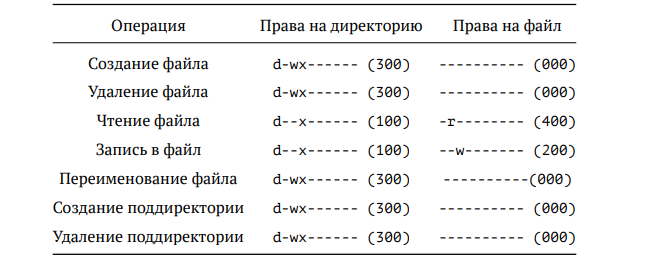 Операция Права на директорию Права на файл
Создание файла d-wx------ (300) ---------- (000)
Удаление файла d-wx------ (300) ---------- (000)
Чтение файла d--x------ (100) -r-------- (400)
Запись в файл d--x------ (100) --w------- (200)
Переименование файла d-wx------ (300) ----------(000)
Создание поддиректории d-wx------ (300) ---------- (000)
Удаление поддиректории d-wx------ (300) ---------- (000)